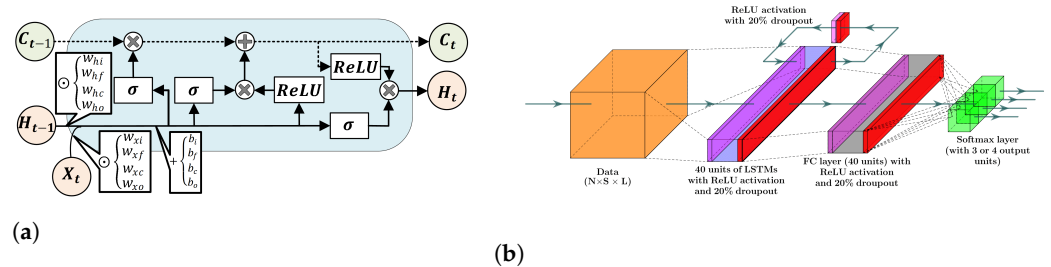 C_{t-1}
H_{t-1}
X_t
⊙ { w_{hi}
w_{hf}
w_{hc}
w_{ho}
⊙ { w_{xi}
w_{xf}
w_{xc}
w_{xo}
+ { b_i
b_f
b_c
b_o
σ
σ
ReLU
ReLU
σ
C_t
H_t
(a)
ReLU activation
with 20% droupout
Data
(N×S × L)
40 units of LSTMs
with ReLU activation
and 20% droupout
FC layer (40 units) with
ReLU activation
and 20% droupout
Softmax layer
(with 3 or 4 output
units)
(b)